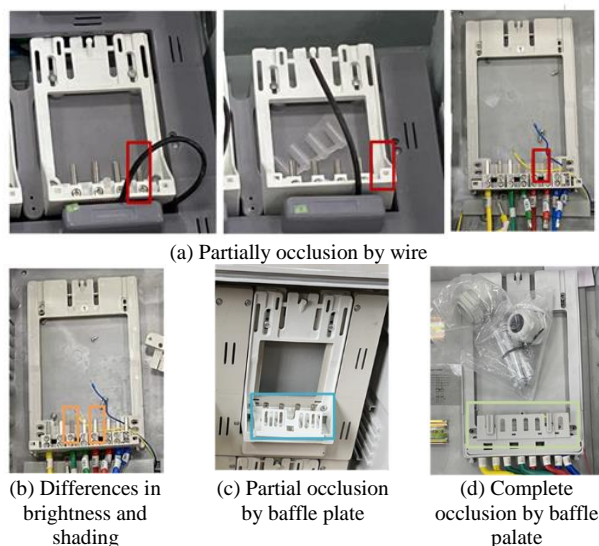 (a) Partially occlusion by wire
(b) Differences in
brightness and
shading
(c) Partial occlusion
by baffle plate
(d) Complete
occlusion by baffle
palate